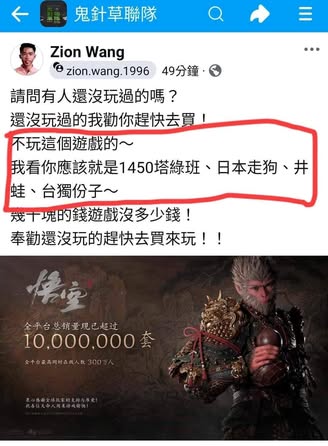 鬼針草聯隊
Zion Wang
zion.wang.1996 49分鐘・
請問有人還沒玩過的嗎？
還沒玩過的我勸你趕快去買！
不玩這個遊戲的～
我看你應該就是1450塔綠班、日本走狗、井
蛙、台獨份子～
幾千塊的錢遊戲沒多少錢！
奉勸還沒玩的趕快去買來玩！！
悟空
全平台总销量现已超过
10,000,000 套
全平台最高同时在线人数 300万人